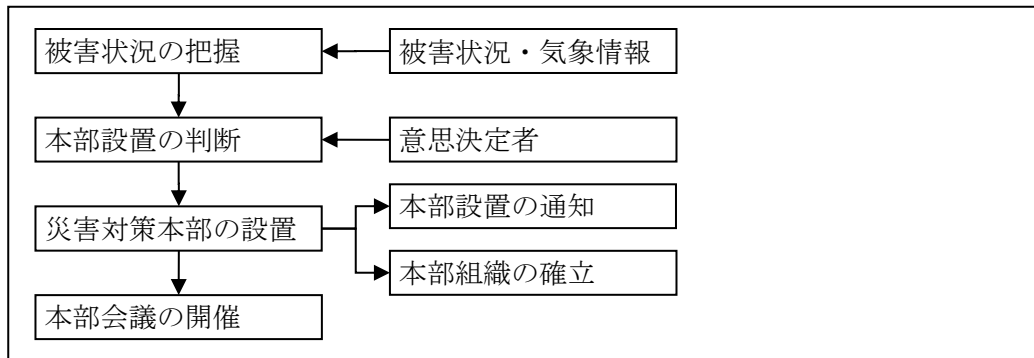 被害状況の把握
被害状況・気象情報
本部設置の判断
意思決定者
災害対策本部の設置
本部設置の通知
本部組織の確立
本部会議の開催